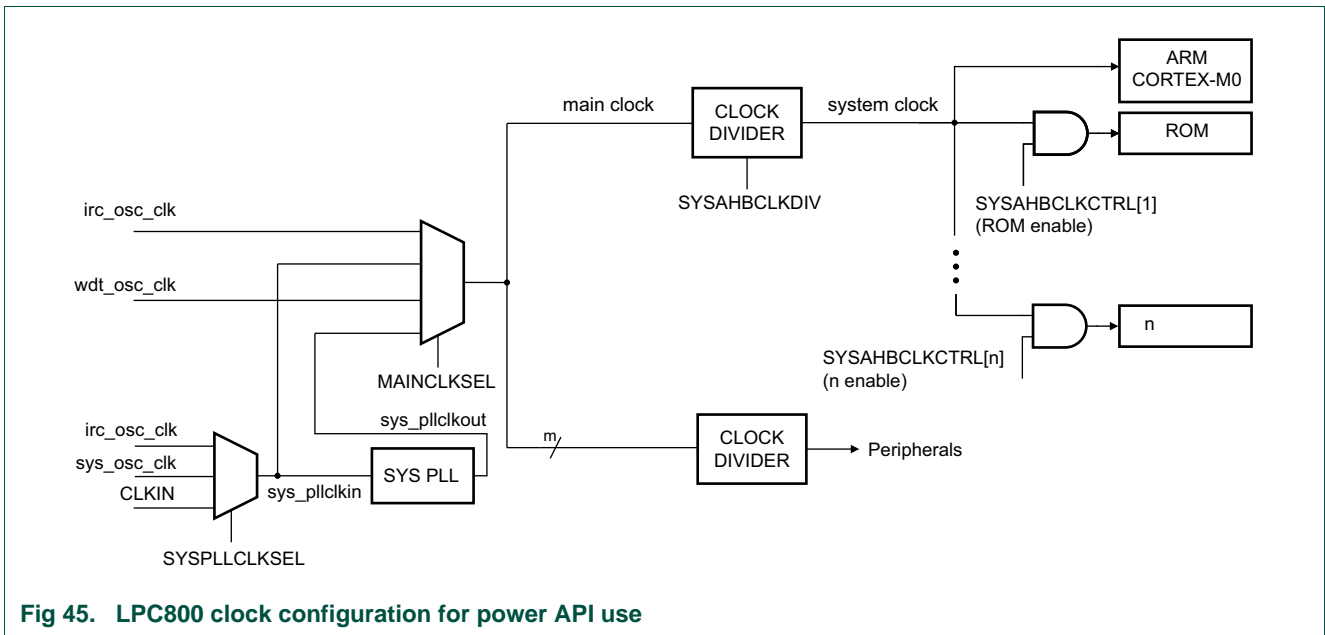 ARM
CORTEX-M0
main clock
CLOCK
DIVIDER
system clock
ROM
SYSAHBCLKDIV
SYSAHBCLKCTRL[1]
(ROM enable)
irc_osc_clk
wdt_osc_clk
n
SYSAHBCLKCTRL[n]
(n enable)
MAINCLKSEL
sys_pllclkout
irc_osc_clk
sys_osc_clk
CLKIN
SYS PLL
sys_pllclkin
m
CLOCK
DIVIDER
Peripherals
SYSPLLCLKSEL
Fig 45. LPC800 clock configuration for power API use